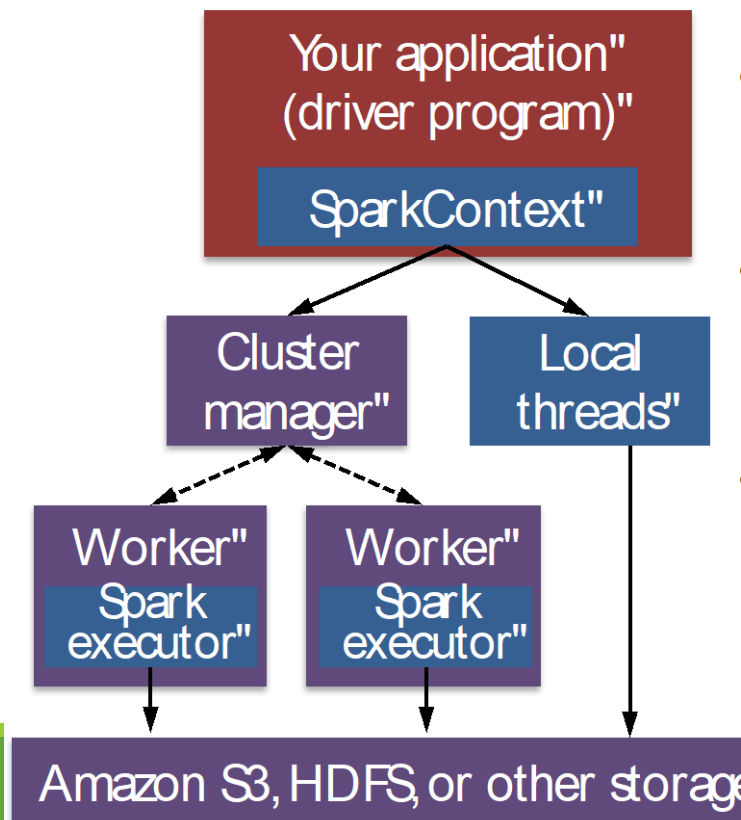 Your application"
(driver program)"
SparkContext"
Cluster
manager"
Local
threads"
Worker"
Spark
executor"
Worker"
Spark
executor"
Amazon S3, HDFS, or other storage